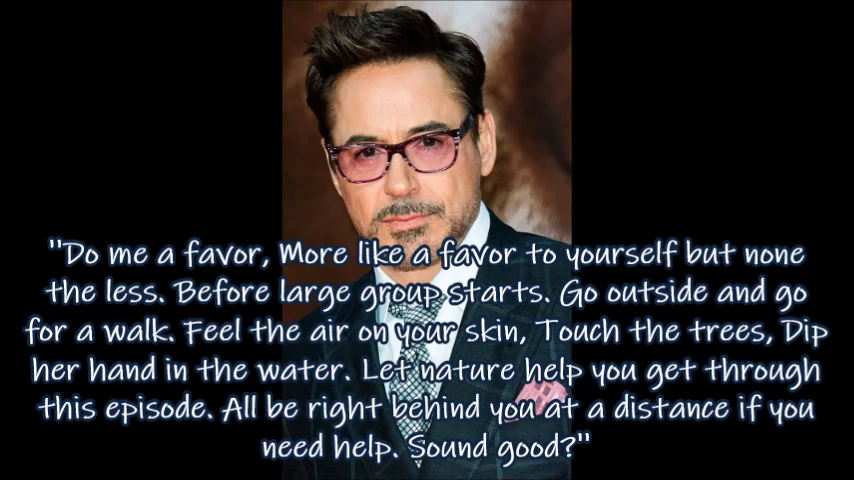 "Do me a favor, More like a favor to yourself but none
the less. Before large group starts. Go outside and go
for a walk. Feel the air on your skin, Touch the trees, Dip
her hand in the water. Let nature help you get through
this episode. All be right behind you at a distance if you
need help. Sound good?"